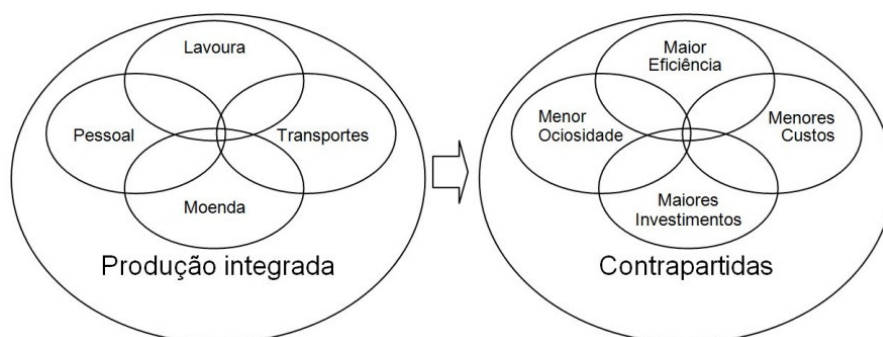 Lavoura
Pessoal
Transportes
Moenda
Produção integrada
Maior
Eficiência
Menor
Ociosidade
Menores
Custos
Maiores
Investimentos
Contrapartidas